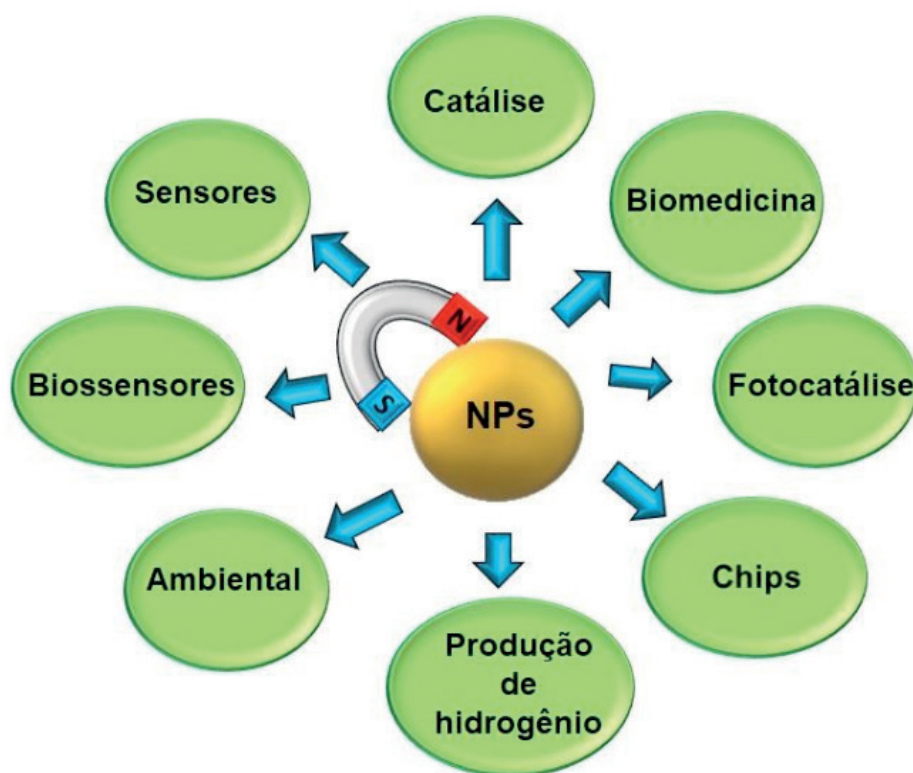 Catálise
Sensores
Biomedicina
N
Biossensores
S
NPs
Fotocatálise
Ambiental
Chips
Produção
de
hidrogênio